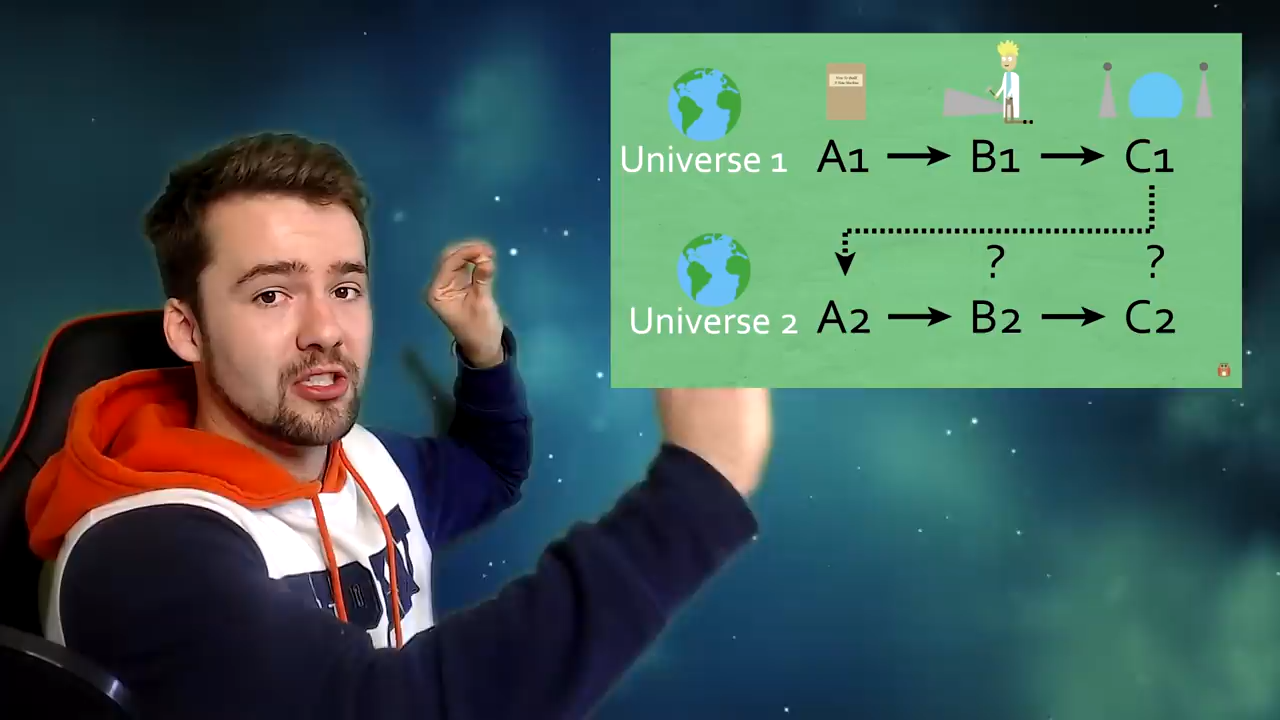 Universe 1 A1 → B1 → C1
? ?
Universe 2 A2 → B2 → C2